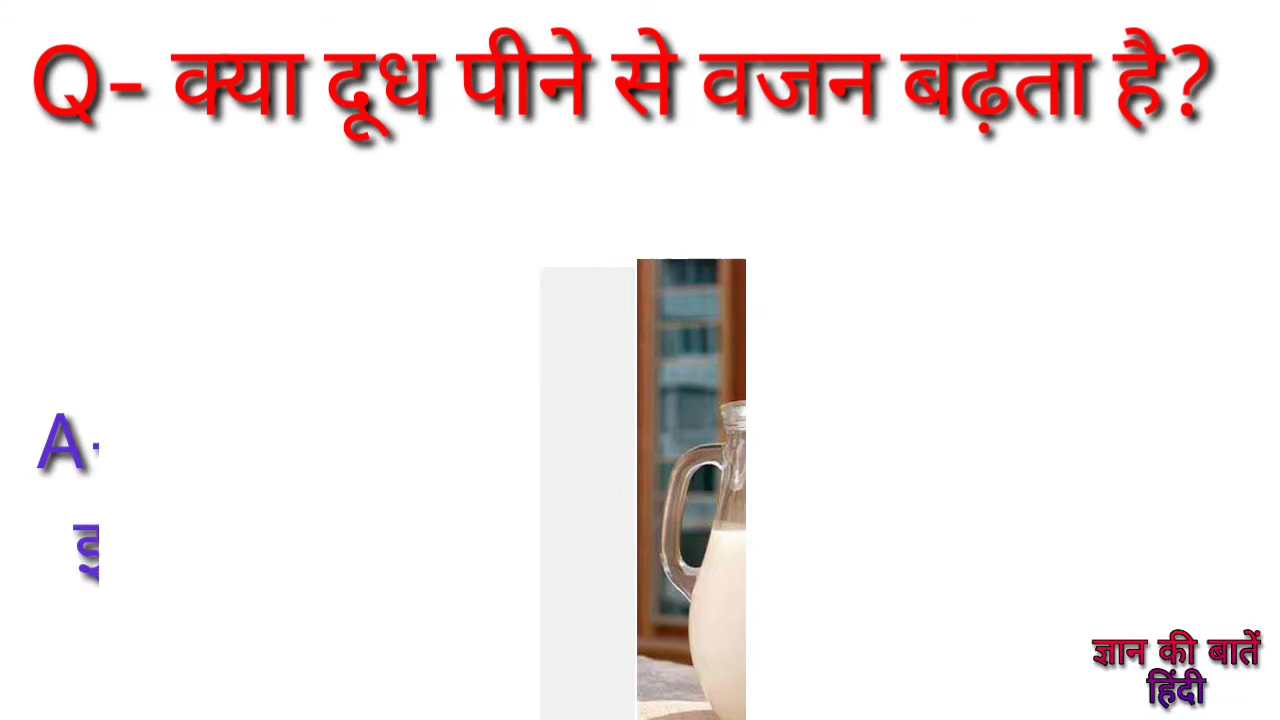 Q- क्या दूध पीने से वजन बढ़ता है?
A-
ज्ञान की बातें
हिंदी